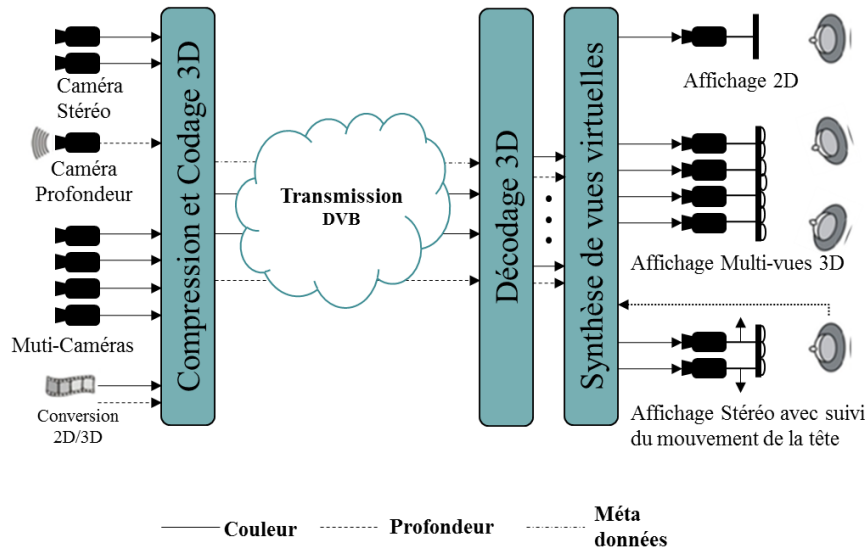 Caméra
Stéréo
Caméra
Profondeur
Muti-Caméras
Conversion
2D/3D
Compression et Codage 3D
Transmission
DVB
Décodage 3D
Synthèse de vues virtuelles
Affichage 2D
Affichage Multi-vues 3D
Affichage Stéréo avec suivi
du mouvement de la tête
Couleur
Profondeur
Méta
données